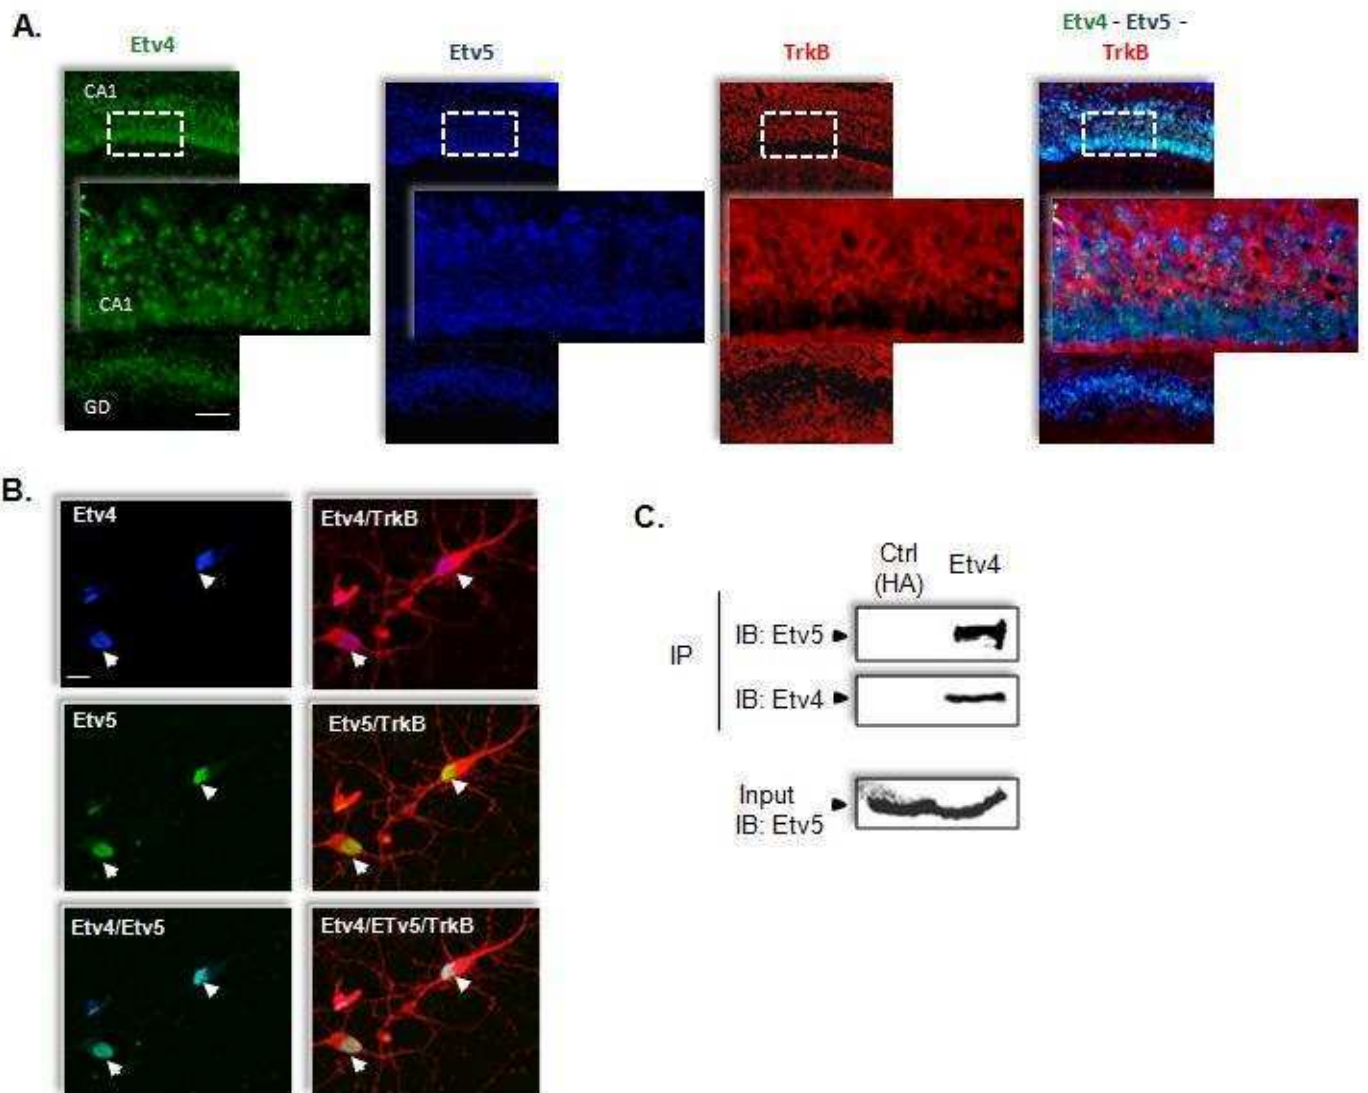 A.
Etv4
Etv5
TrkB
Etv4 - Etv5 -
TrkB
CA1
CA1
GD
B.
Etv4
Etv4/TrkB
Etv5
Etv5/TrkB
Etv4/Etv5
Etv4/ETv5/TrkB
C.
Ctrl
(HA)
Etv4
IP
IB: Etv5
IB: Etv4
Input
IB: Etv5